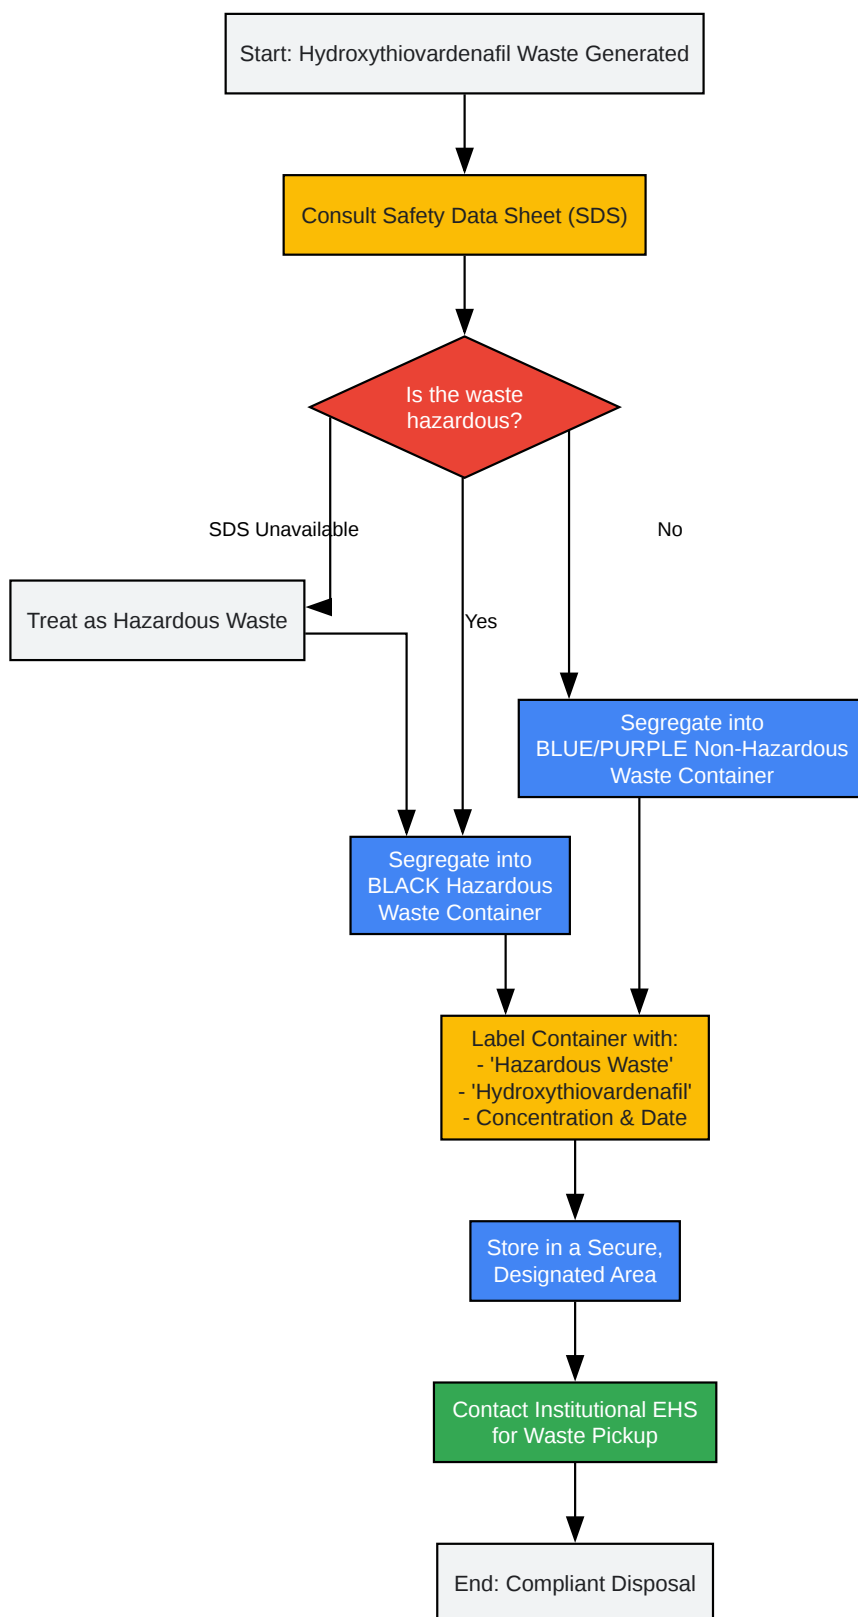 Start: Hydroxythiovardenafil Waste Generated
Consult Safety Data Sheet (SDS)
Is the waste
hazardous?
SDS Unavailable
No
Treat as Hazardous Waste
Yes
Segregate into
BLUE/PURPLE Non-Hazardous
Waste Container
Segregate into
BLACK Hazardous
Waste Container
Label Container with:
- 'Hazardous Waste'
- 'Hydroxythiovardenafil'
- Concentration & Date
Store in a Secure,
Designated Area
Contact Institutional EHS
for Waste Pickup
End: Compliant Disposal